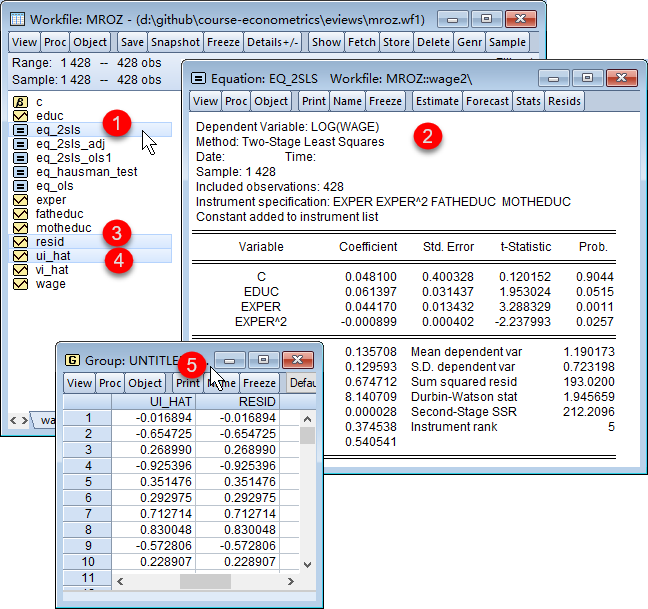 Workfile: MROZ - (d:\github\course-econometrics\eviews\mroz.wf1)
View Proc Object Save Snapshot Freeze Details+/- Show Fetch Store Delete Genr Sample
Range: 1 428 -- 428 obs
Sample: 1 428 -- 428 obs
β c
educ
eq_2sls
eq_2sls_adj
eq_2sls_ols1
eq_hausman_test
eq_ols
exper
fatheduc
motheduc
resid
ui_hat
vi_hat
wage
1
3
4
Equation: EQ_2SLS Workfile: MROZ::wage2\
View Proc Object Print Name Freeze Estimate Forecast Stats Resids
Dependent Variable: LOG(WAGE)
2
Method: Two-Stage Least Squares
Date: Time:
Sample: 1 428
Included observations: 428
Instrument specification: EXPER EXPER^2 FATHEDUC MOTHEDUC
Constant added to instrument list
Variable Coefficient Std. Error t-Statistic Prob.
C 0.048100 0.400328 0.120152 0.9044
EDUC 0.061397 0.031437 1.953024 0.0515
EXPER 0.044170 0.013432 3.288329 0.0011
EXPER^2 -0.000899 0.000402 -2.237993 0.0257
0.135708 Mean dependent var 1.190173
0.129593 S.D. dependent var 0.723198
0.674712 Sum squared resid 193.0200
8.140709 Durbin-Watson stat 1.945659
0.000028 Second-Stage SSR 212.2096
0.374538 Instrument rank 5
0.540541
G Group: UNTITLE
5
View Proc Object Print Name Freeze Defau
UI_HAT RESID
1 -0.016894 -0.016894
2 -0.654725 -0.654725
3 0.268990 0.268990
4 -0.925396 -0.925396
5 0.351476 0.351476
6 0.292975 0.292975
7 0.712714 0.712714
8 0.830048 0.830048
9 -0.572806 -0.572806
10 0.228907 0.228907
11